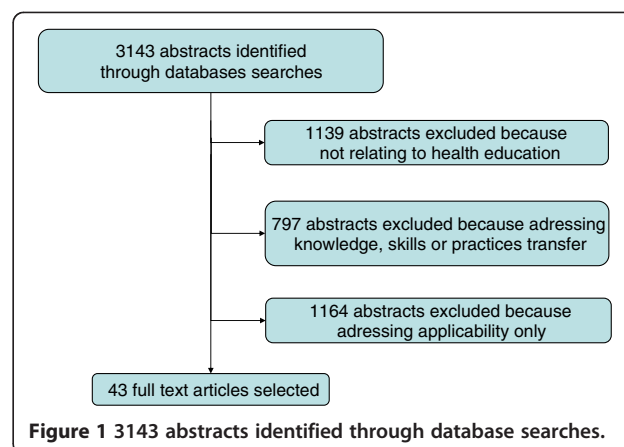 3143 abstracts identified
through databases searches
1139 abstracts excluded because
not relating to health education
797 abstracts excluded because adressing
knowledge, skills or practices transfer
1164 abstracts excluded because
adressing applicability only
43 full text articles selected
Figure 1 3143 abstracts identified through database searches.